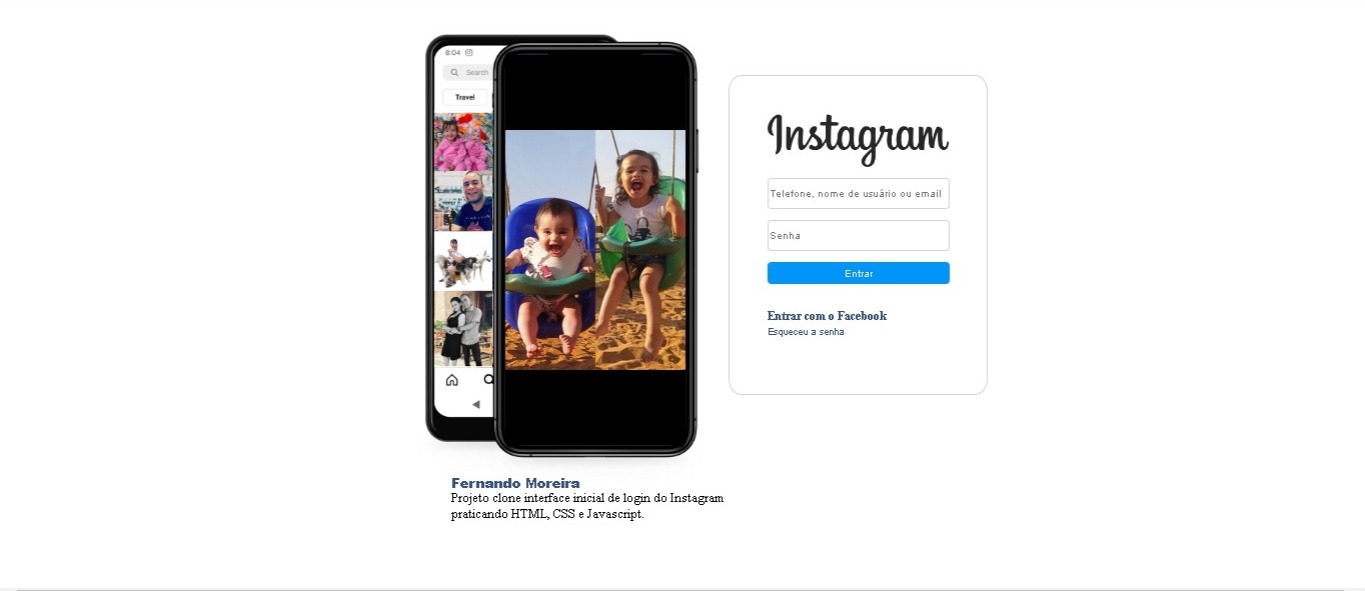 8:04
Search
Travel
Instagram
Telefone, nome de usuário ou email
Senha
Entrar
Entrar com o Facebook
Esqueceu a senha
Fernando Moreira
Projeto clone interface inicial de login do Instagram
praticando HTML, CSS e Javascript.